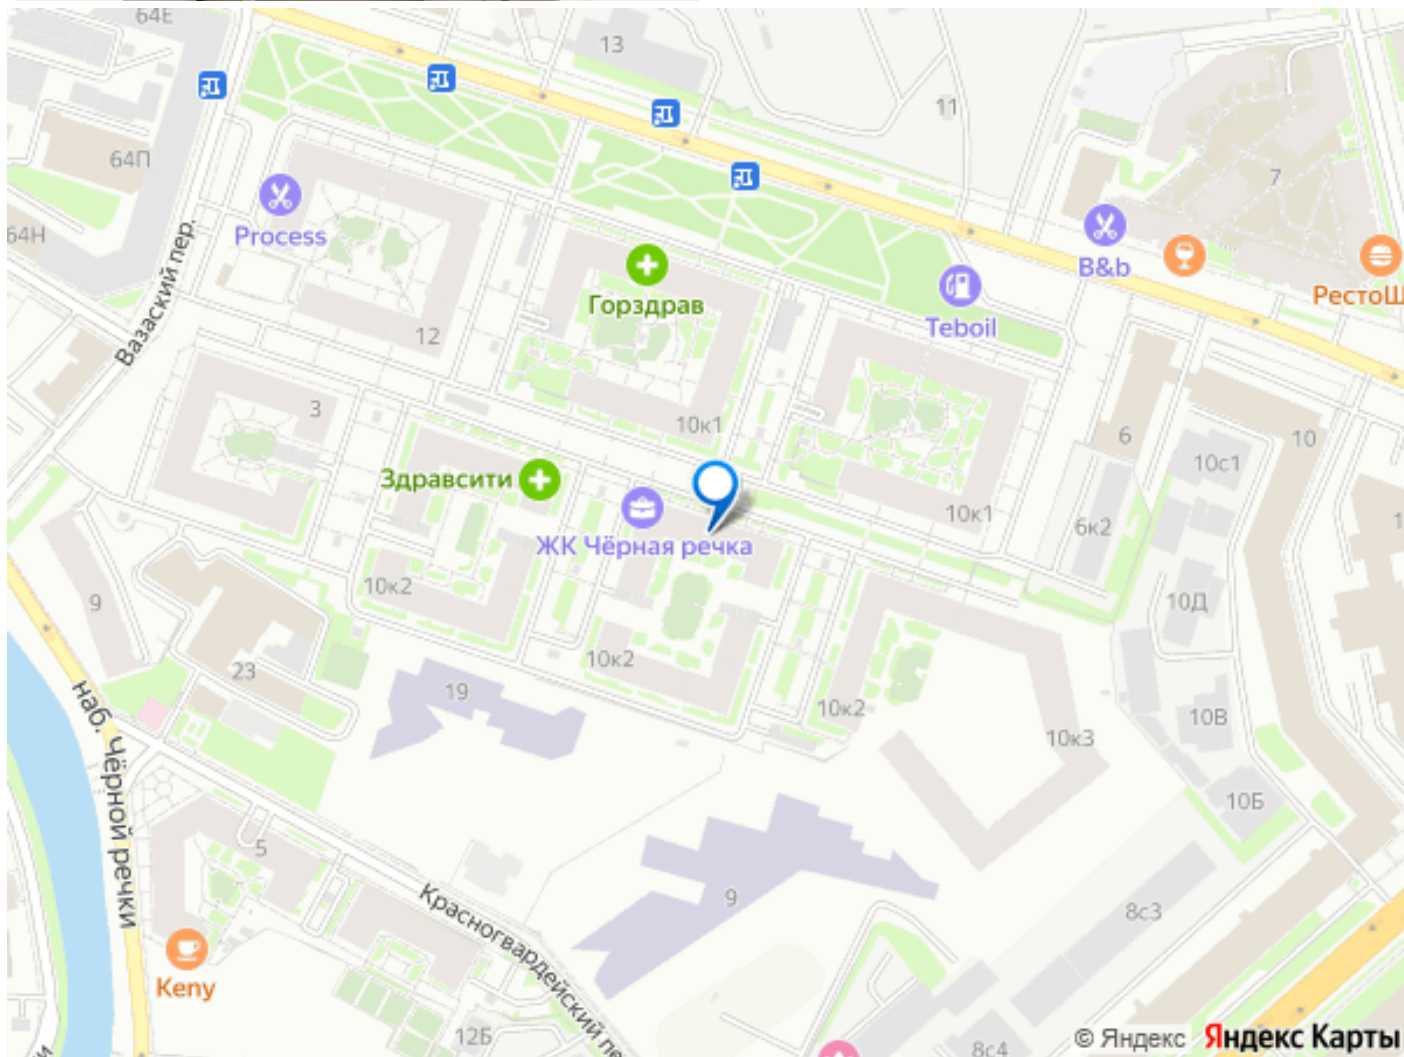 64Е
13
11
64П
7
64Н
Process
B&b
РестоШ
Горздрав
Teboil
Вазаский пер.
12
3
10к1
6
10
10с1
Здравсити
10к1
6к2
ЖК Чёрная речка
10к2
9
10Д
10к2
23
19
10к2
10В
10к3
наб. Чёрной речки
10Б
5
9
8с3
Красногвардейский пе
Keny
12Б
8с4
© Яндекс Яндекс Карты